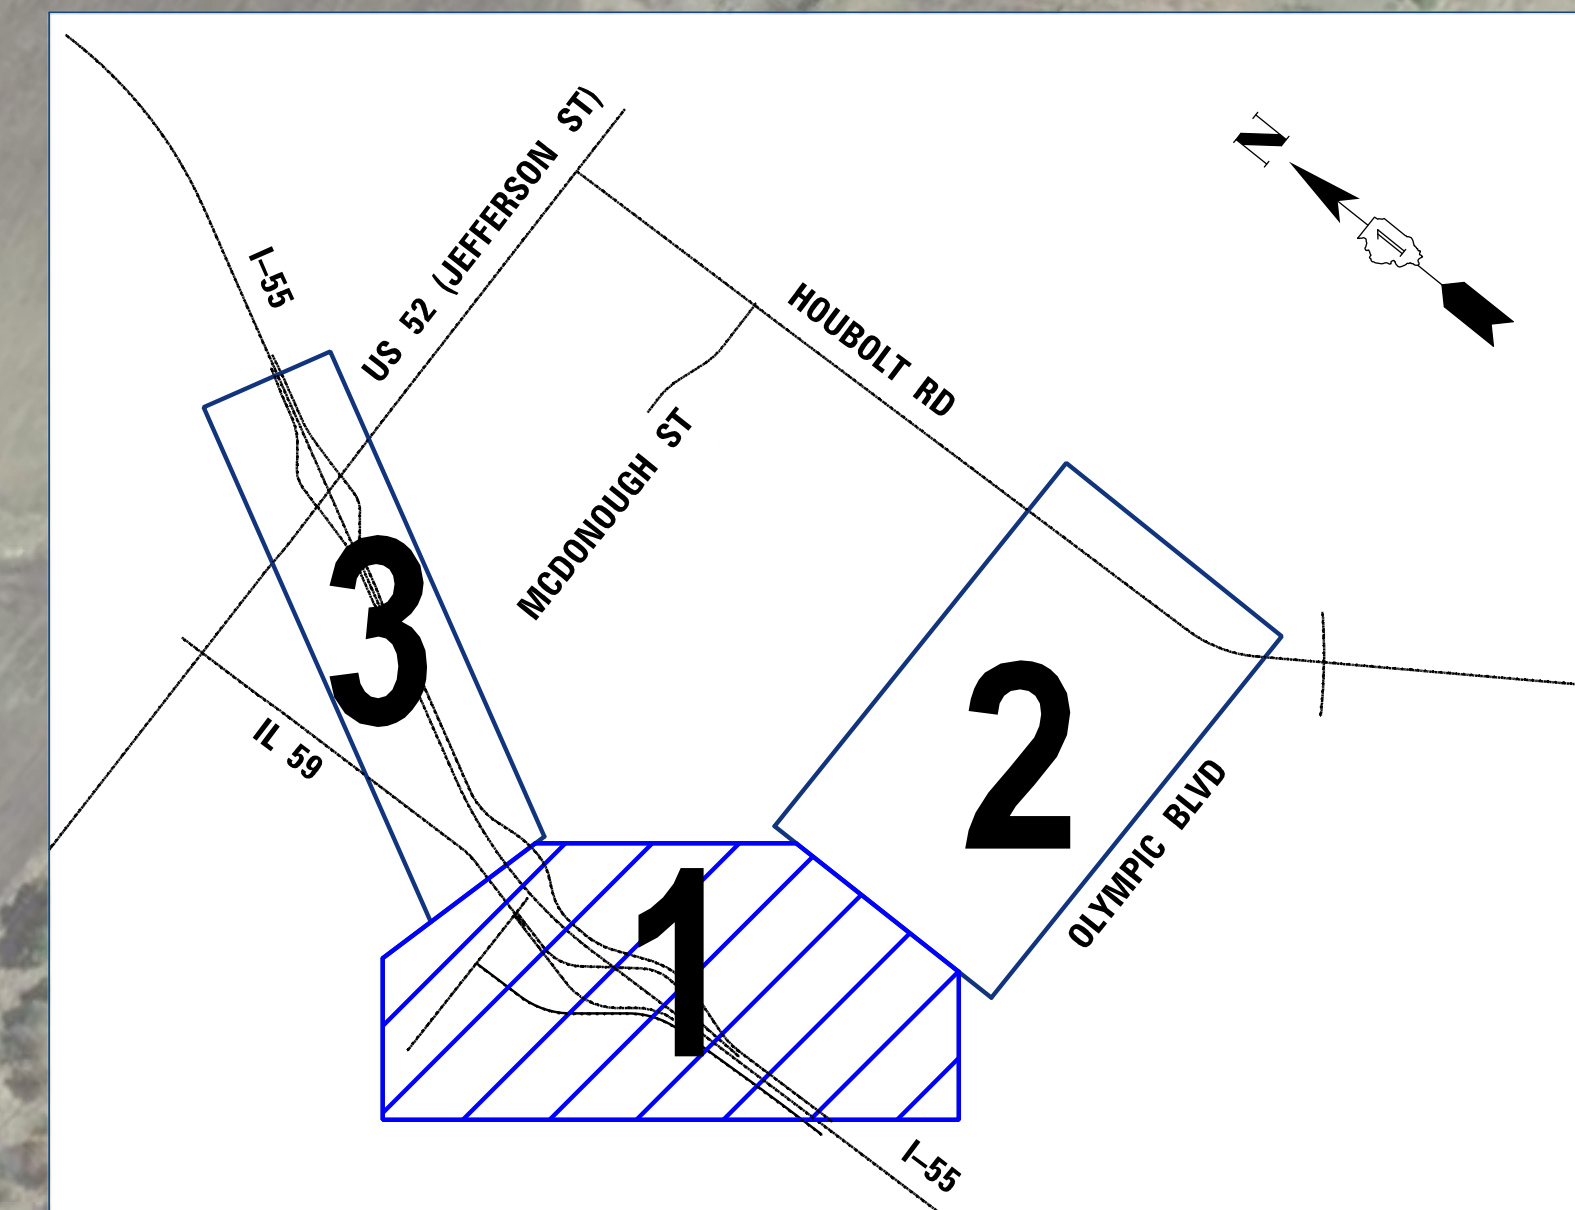 N
I-55
US 52 (JEFFERSON ST)
HOUBOLT RD
MCDONOUGH ST
3
2
IL 59
OLYMPIC BLVD
1
I-55